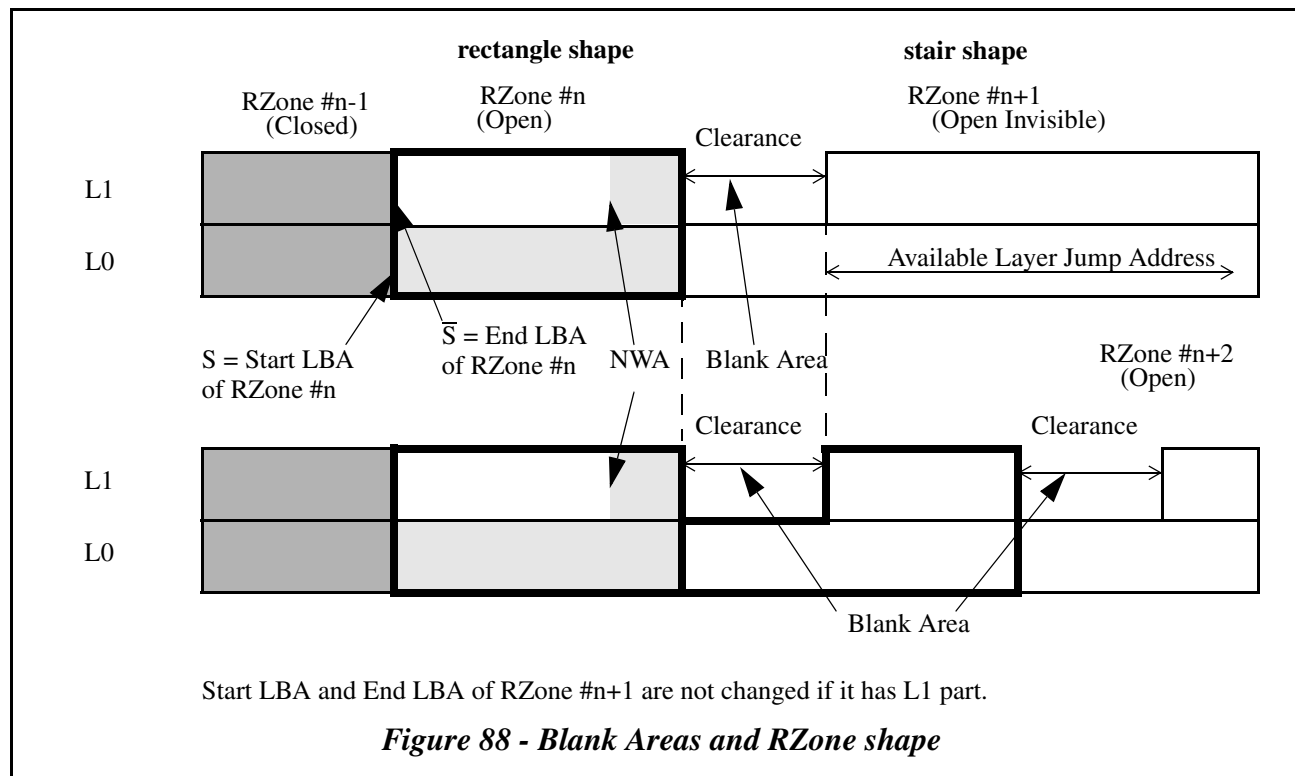 rectangle shape
stair shape
RZone #n-1
(Closed)
RZone #n
(Open)
RZone #n+1
(Open Invisible)
Clearance
L1
L0
Available Layer Jump Address
S = Start LBA
of RZone #n
S̅ = End LBA
of RZone #n
NWA
Blank Area
RZone #n+2
(Open)
Clearance
Clearance
L1
L0
Blank Area
Start LBA and End LBA of RZone #n+1 are not changed if it has L1 part.
Figure 88 - Blank Areas and RZone shape